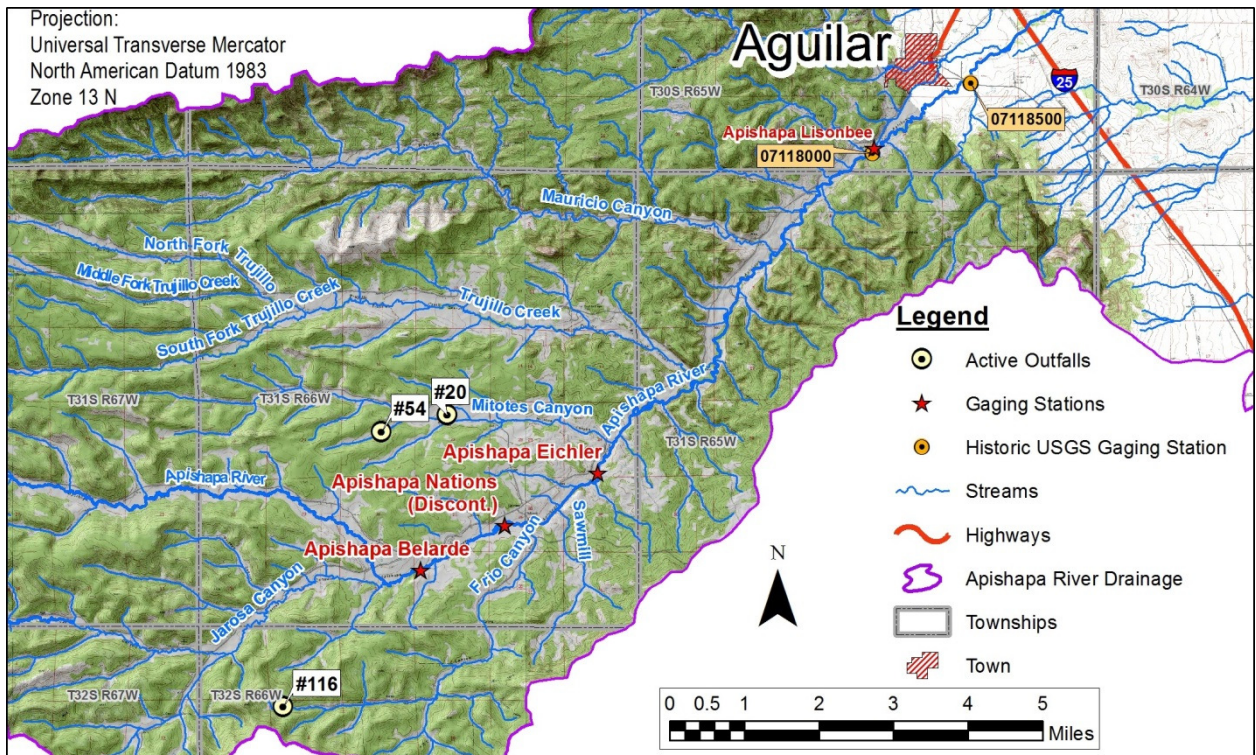 Projection:
Universal Transverse Mercator
North American Datum 1983
Zone 13 N
Aguilar
25
T30S R65W
T30S R64W
07118500
Apishapa Lisonbee
07118000
Mauricio Canyon
North Fork Trujillo
Middle Fork Trujillo Creek
South Fork Trujillo Creek
Trujillo Creek
Apishapa River
T31S R67W
T31S R66W
#54
#20
Mitotes Canyon
T31S R65W
Apishapa Eichler
Apishapa River
Apishapa Nations
(Discont.)
Sawmill
Apishapa Belarde
Frio Canyon
Jarosa Canyon
T32S R67W
T32S R66W
#116
Legend
Active Outfalls
Gaging Stations
Historic USGS Gaging Station
Streams
Highways
Apishapa River Drainage
Townships
Town
N
0 0.5 1 2 3 4 5
Miles